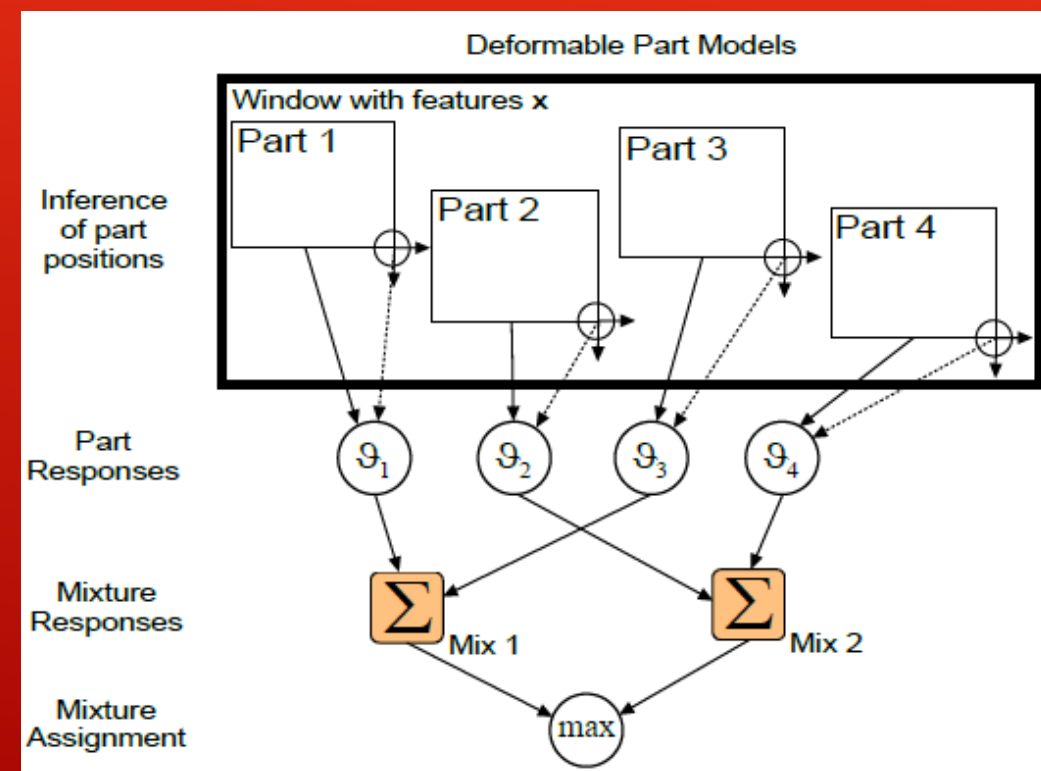 Deformable Part Models
Window with features x
Part 1
Part 2
Part 3
Part 4
Inference
of part
positions
Part
Responses
ϑ1
ϑ2
ϑ3
ϑ4
Mixture
Responses
Σ
Mix 1
Σ
Mix 2
Mixture
Assignment
max